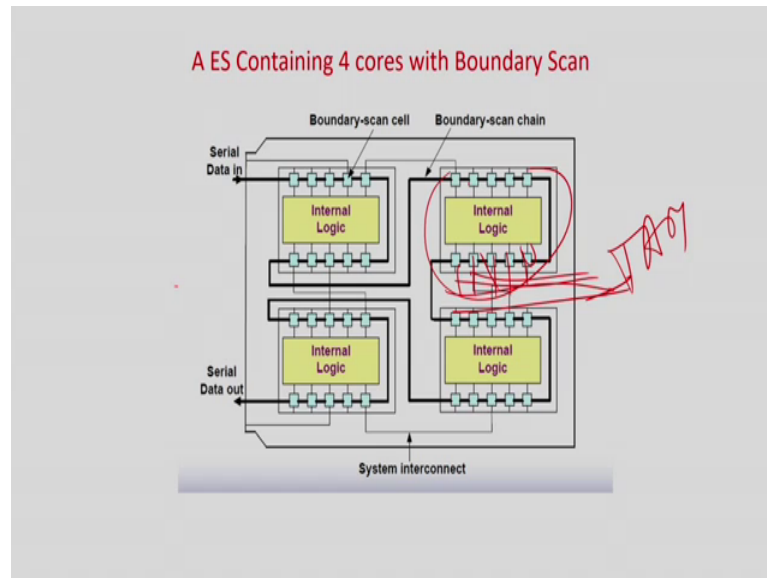 A ES Containing 4 cores with Boundary Scan
Boundary-scan cell
Boundary-scan chain
Serial
Data in
Internal
Logic
Internal
Logic
Internal
Logic
Internal
Logic
Serial
Data out
System interconnect